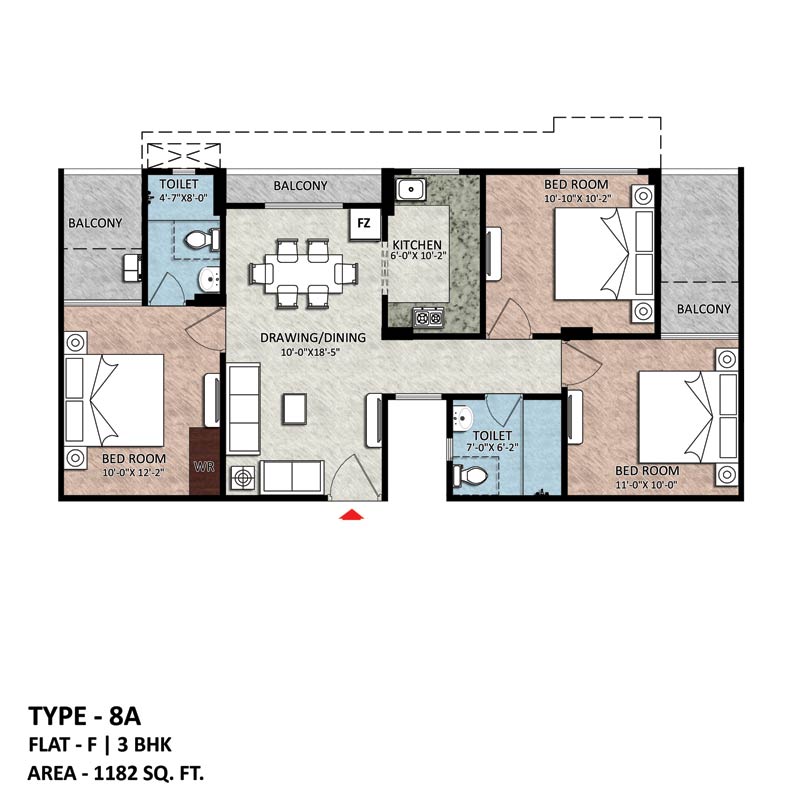 TOILET
4'-7"X8'-0"
BALCONY
BALCONY
BED ROOM
10'-10"X 10'-2"
BALCONY
FZ
KITCHEN
6'-0"X 10'-2"
BALCONY
DRAWING/DINING
10'-0"X18'-5"
BED ROOM
10'-0"X 12'-2"
WR
TOILET
7'-0"X 6'-2"
BED ROOM
11'-0"X 10'-0"
TYPE - 8A
FLAT - F | 3 BHK
AREA - 1182 SQ. FT.